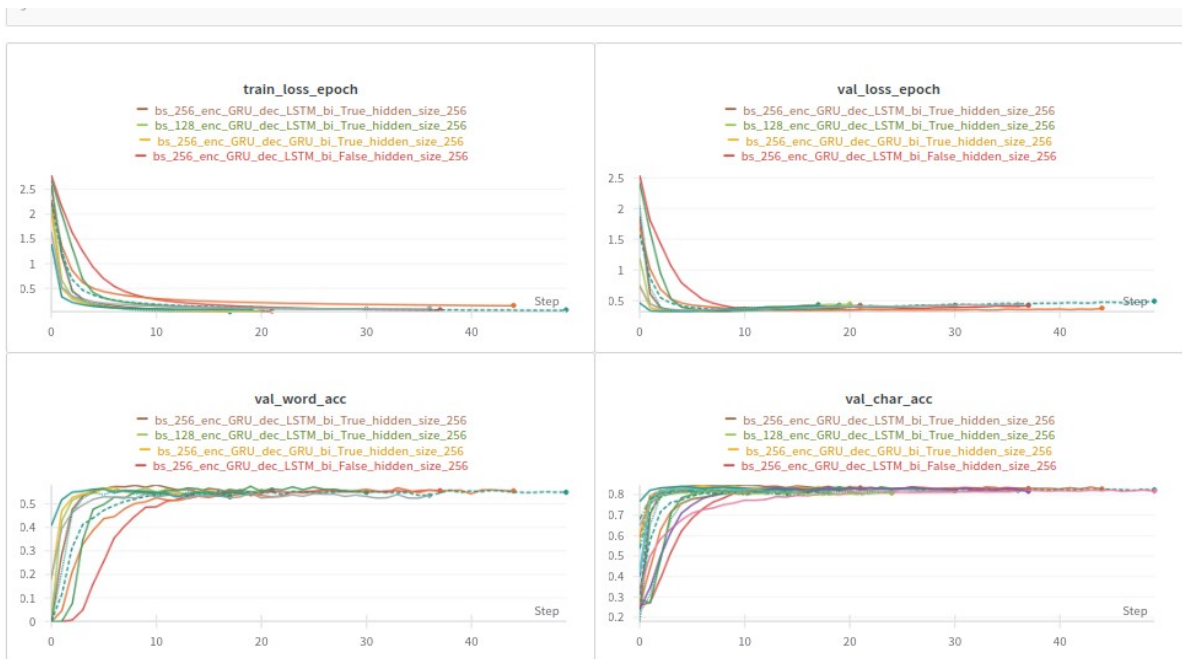 train_loss_epoch
bs_256_enc_GRU_dec_LSTM_bi_True_hidden_size_256
bs_128_enc_GRU_dec_LSTM_bi_True_hidden_size_256
bs_256_enc_GRU_dec_GRU_bi_True_hidden_size_256
bs_256_enc_GRU_dec_LSTM_bi_False_hidden_size_256
2.5
2
1.5
1
0.5
Step
0 10 20 30 40
val_loss_epoch
bs_256_enc_GRU_dec_LSTM_bi_True_hidden_size_256
bs_128_enc_GRU_dec_LSTM_bi_True_hidden_size_256
bs_256_enc_GRU_dec_GRU_bi_True_hidden_size_256
bs_256_enc_GRU_dec_LSTM_bi_False_hidden_size_256
2.5
2
1.5
1
0.5
Step
0 10 20 30 40
val_word_acc
bs_256_enc_GRU_dec_LSTM_bi_True_hidden_size_256
bs_128_enc_GRU_dec_LSTM_bi_True_hidden_size_256
bs_256_enc_GRU_dec_GRU_bi_True_hidden_size_256
bs_256_enc_GRU_dec_LSTM_bi_False_hidden_size_256
0.5
0.4
0.3
0.2
0.1
0
Step
0 10 20 30 40
val_char_acc
bs_256_enc_GRU_dec_LSTM_bi_True_hidden_size_256
bs_128_enc_GRU_dec_LSTM_bi_True_hidden_size_256
bs_256_enc_GRU_dec_GRU_bi_True_hidden_size_256
bs_256_enc_GRU_dec_LSTM_bi_False_hidden_size_256
0.8
0.7
0.6
0.5
0.4
0.3
0.2
Step
0 10 20 30 40